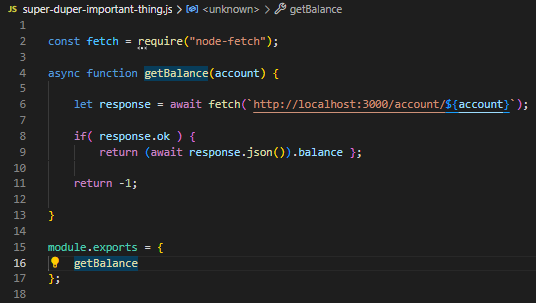 JS super-duper-important-thing.js > <unknown> > getBalance
1
2 const fetch = require("node-fetch");
3
4 async function getBalance(account) {
5
6 let response = await fetch(`http://localhost:3000/account/${account}`);
7
8 if( response.ok ) {
9 return (await response.json()).balance };
10
11 return -1;
12
13 }
14
15 module.exports = {
16 getBalance
17 };
18